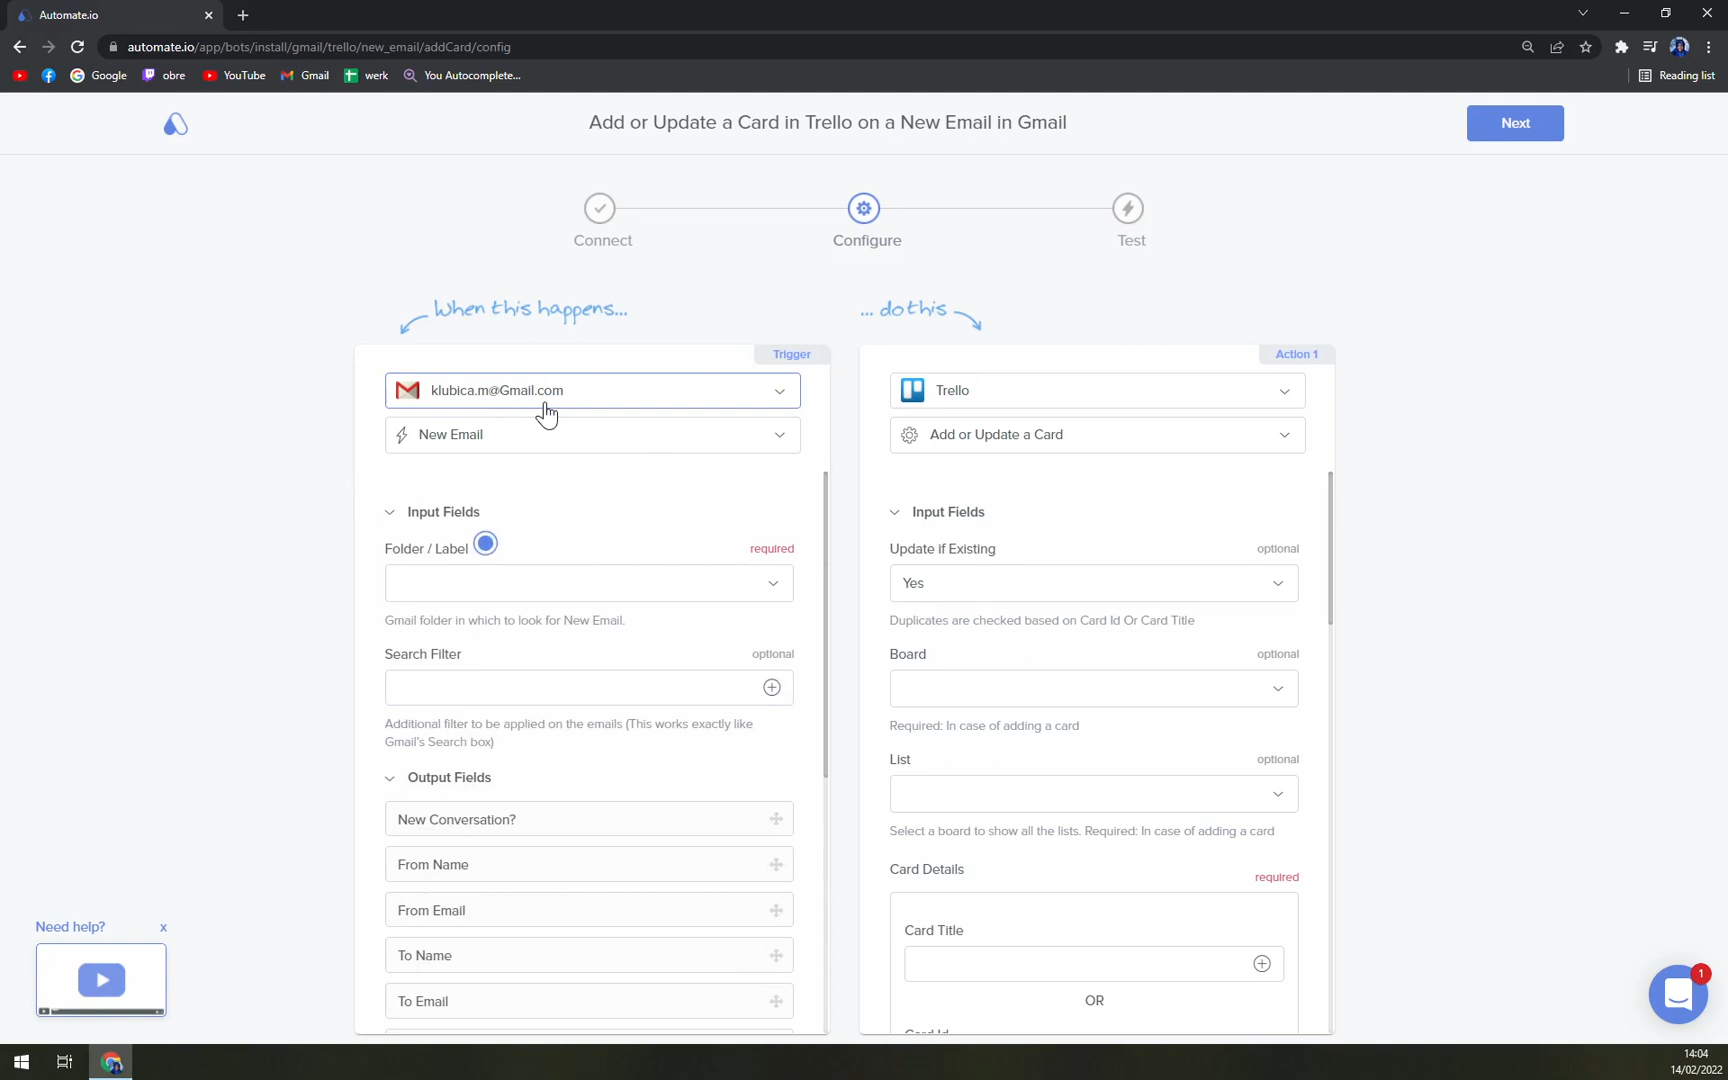 Automate.io
automate.io/app/bots/install/gmail/trello/new_email/addCard/config
Google
obre
YouTube
Gmail
werk
You Autocomplete...
Reading list
Add or Update a Card in Trello on a New Email in Gmail
Next
Connect
Configure
Test
When this happens...
... do this
Trigger
klubica.m@Gmail.com
New Email
Input Fields
Folder / Label
required
Gmail folder in which to look for New Email.
Search Filter
optional
Additional filter to be applied on the emails (This works exactly like
Gmail's Search box)
Output Fields
New Conversation?
From Name
From Email
To Name
To Email
Action 1
Trello
Add or Update a Card
Input Fields
Update if Existing
optional
Yes
Duplicates are checked based on Card Id Or Card Title
Board
optional
Required: In case of adding a card
List
optional
Select a board to show all the lists. Required: In case of adding a card
Card Details
required
Card Title
OR
Card Id
Need help?
x
1
14:04
14/02/2022